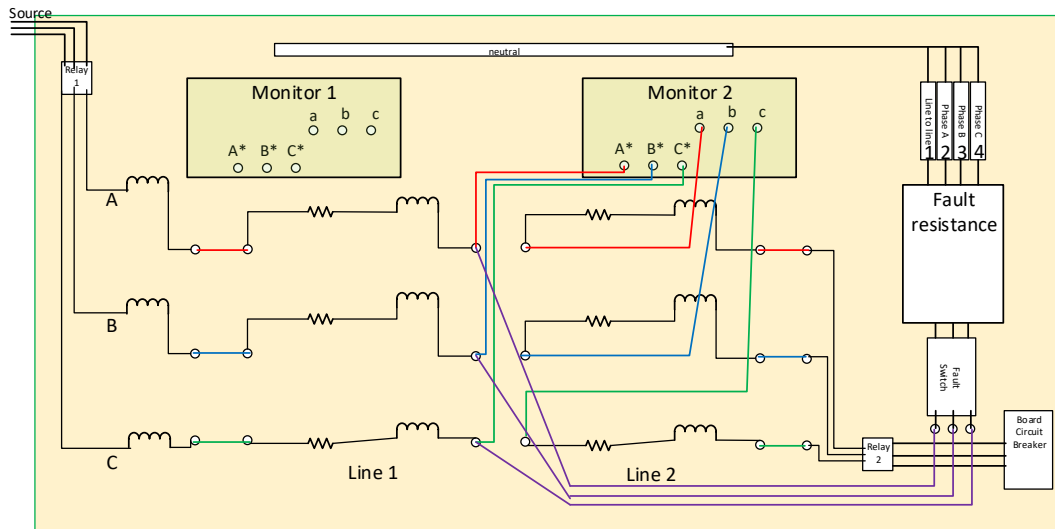 Source
neutral
Relay
1
Monitor 1
a b c
A* B* C*
Monitor 2
a b c
A* B* C*
Line to line
Phase A
Phase B
Phase C
1 2 3 4
Fault
resistance
A
B
C
Line 1
Line 2
Fault
Switch
Relay
2
Board
Circuit
Breaker